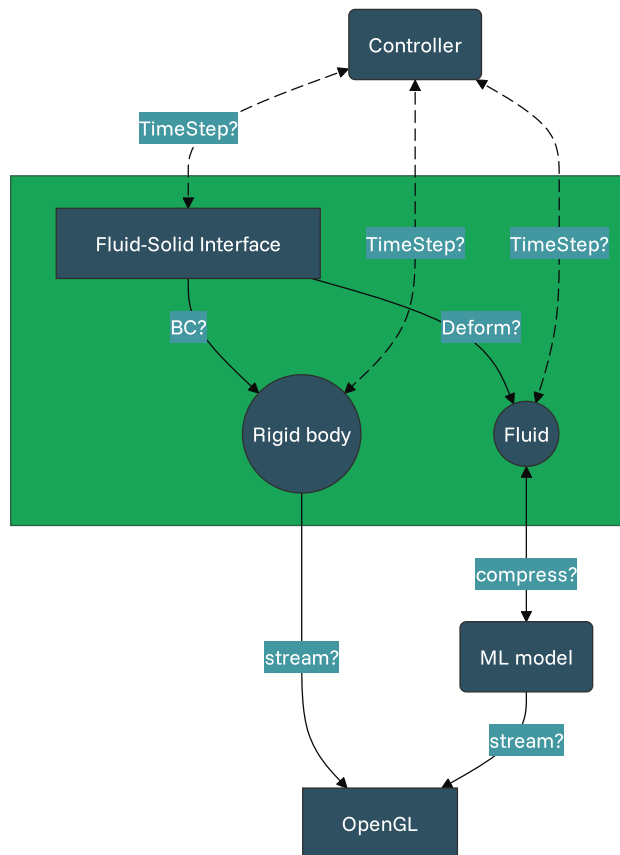 Controller
TimeStep?
Fluid-Solid Interface
TimeStep?
TimeStep?
BC?
Deform?
Rigid body
Fluid
compress?
stream?
ML model
stream?
OpenGL